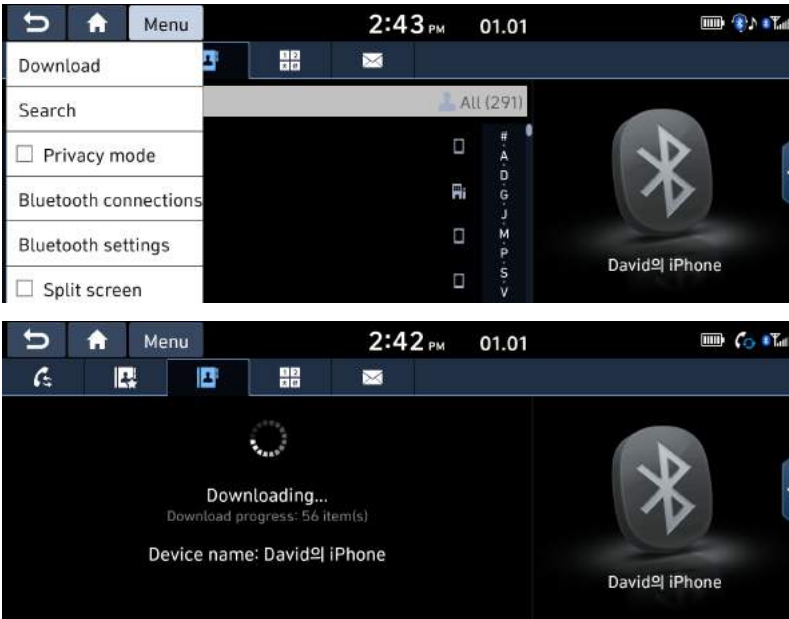 Menu 2:43 PM 01.01
Download
Search All (291)
Privacy mode
Bluetooth connections
Bluetooth settings
Split screen
#
A
D
G
J
M
P
S
V
David의 iPhone
Menu 2:42 PM 01.01
Downloading...
Download progress: 56 item(s)
Device name: David의 iPhone
David의 iPhone